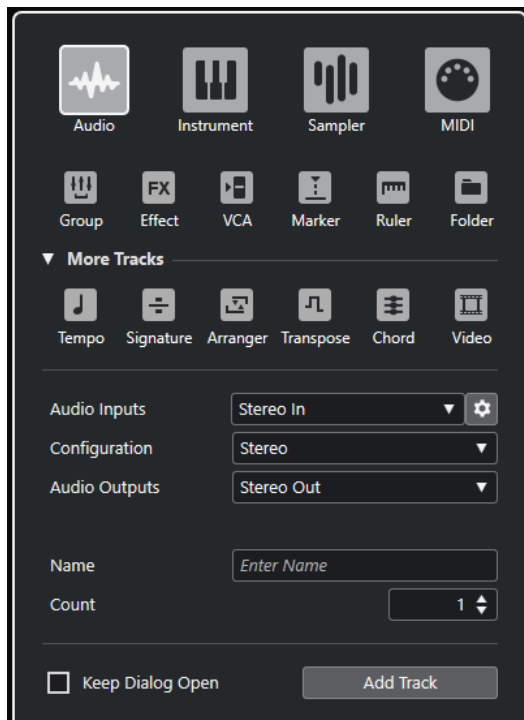 Audio Instrument Sampler MIDI
FX
Group Effect VCA Marker Ruler Folder
More Tracks
Tempo Signature Arranger Transpose Chord Video
Audio Inputs Stereo In
Configuration Stereo
Audio Outputs Stereo Out
Name Enter Name
Count 1
Keep Dialog Open Add Track